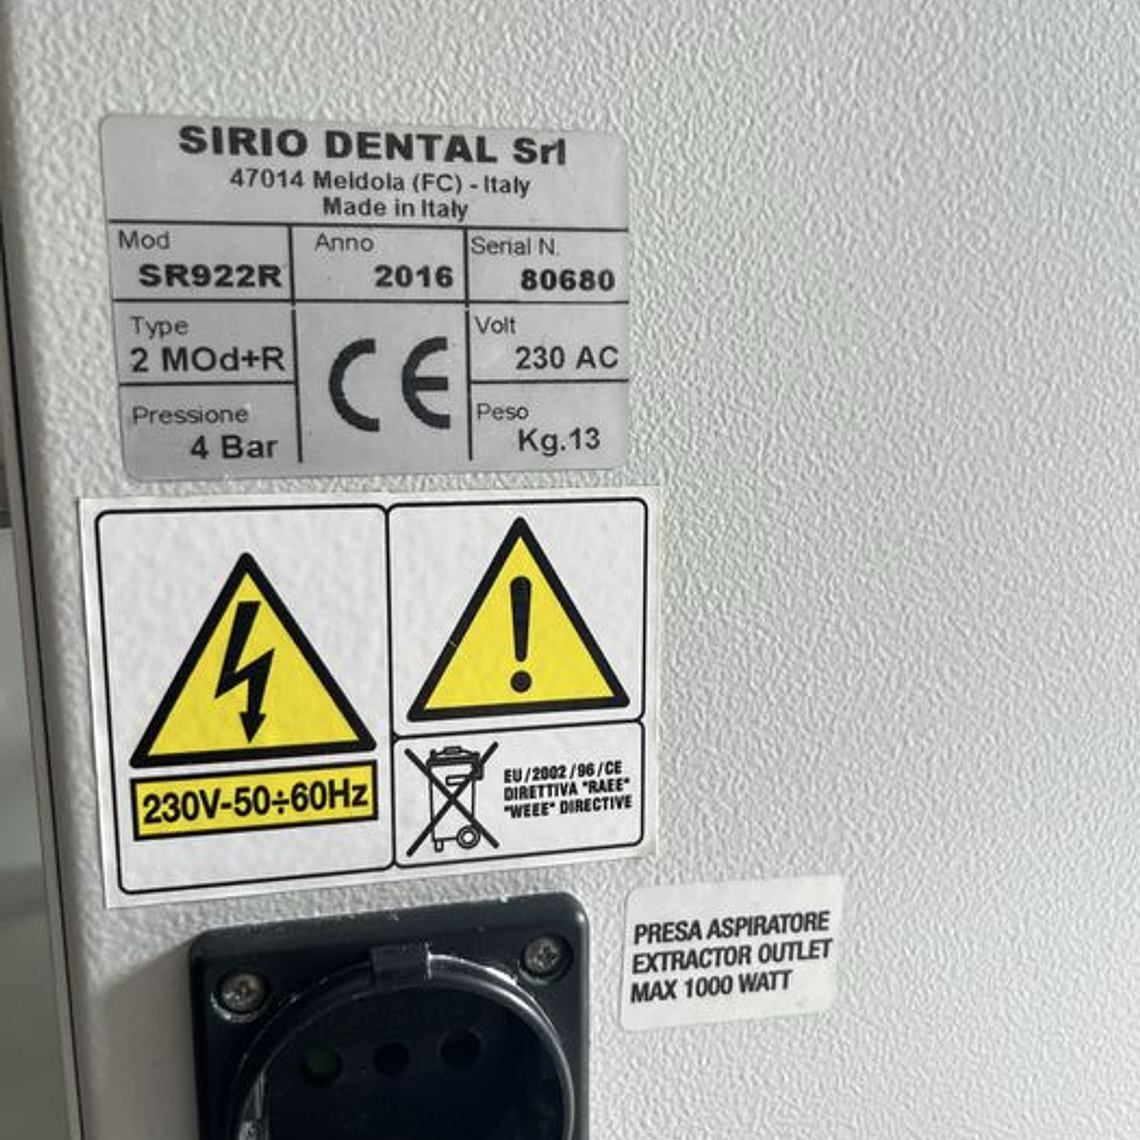 SIRIO DENTAL Srl
47014 Meldola (FC) - Italy
Made in Italy
Mod Anno Serial N.
SR922R 2016 80680
Type Volt
2 MOd+R CE 230 AC
Pressione Peso
4 Bar Kg.13
230V-50÷60Hz
EU/2002/96/CE
DIRETTIVA "RAEE"
"WEEE" DIRECTIVE
PRESA ASPIRATORE
EXTRACTOR OUTLET
MAX 1000 WATT